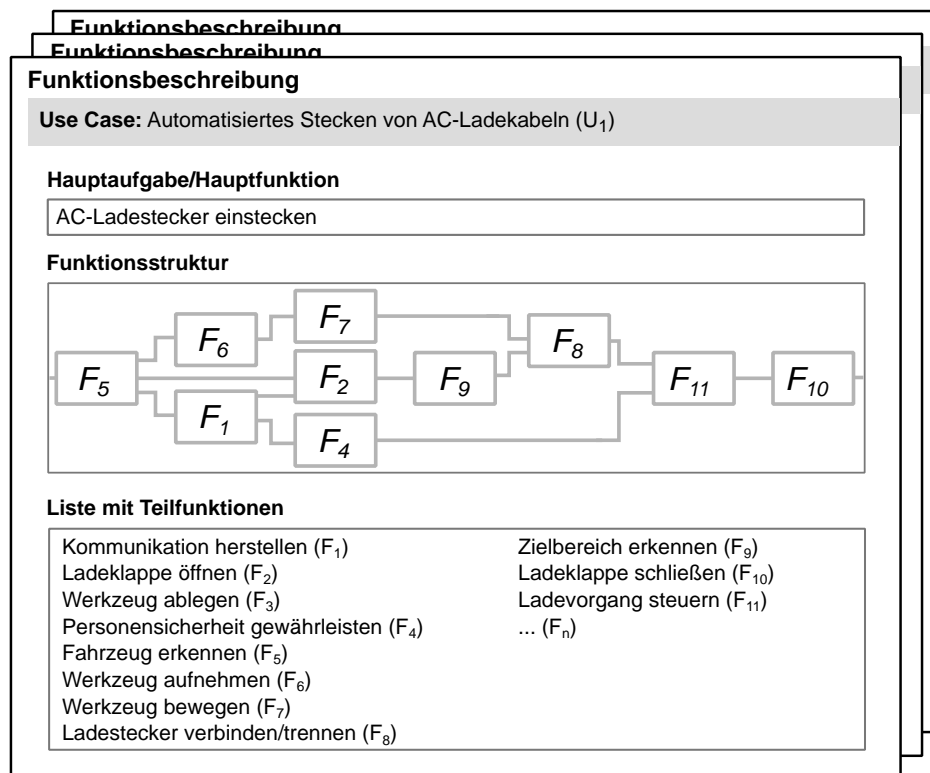 Funktionsbeschreibung
Funktionsbeschreibung
Funktionsbeschreibung
Use Case: Automatisiertes Stecken von AC-Ladekabeln (U₁)
Hauptaufgabe/Hauptfunktion
AC-Ladestecker einstecken
Funktionsstruktur
F₇
F₆
F₈
F₅
F₂
F₉
F₁₁
F₁₀
F₁
F₄
Liste mit Teilfunktionen
Kommunikation herstellen (F₁)
Ladeklappe öffnen (F₂)
Werkzeug ablegen (F₃)
Personensicherheit gewährleisten (F₄)
Fahrzeug erkennen (F₅)
Werkzeug aufnehmen (F₆)
Werkzeug bewegen (F₇)
Ladestecker verbinden/trennen (F₈)
Zielbereich erkennen (F₉)
Ladeklappe schließen (F₁₀)
Ladevorgang steuern (F₁₁)
... (Fₙ)